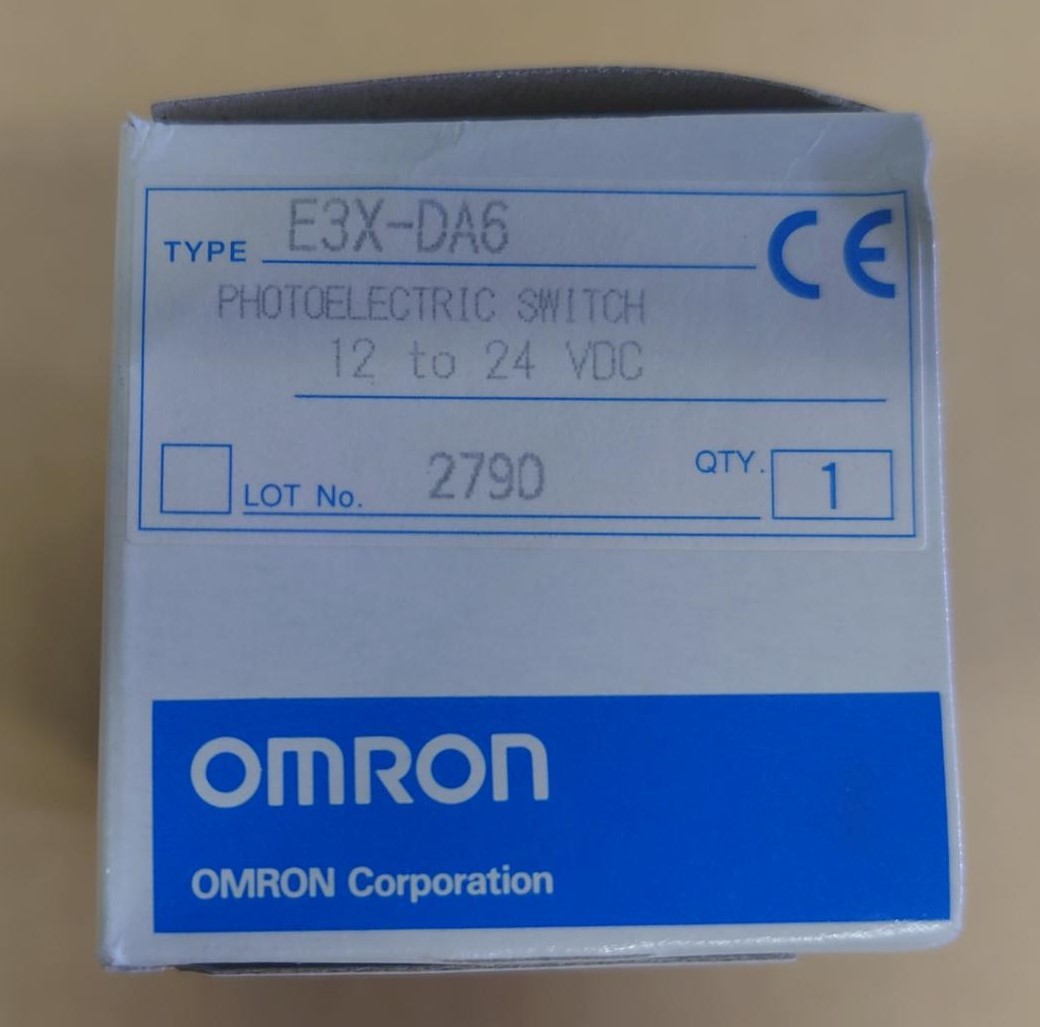 TYPE E3X-DA6 CE
PHOTOELECTRIC SWITCH
12 to 24 VDC
LOT No. 2790 QTY. 1
OMRON
OMRON Corporation